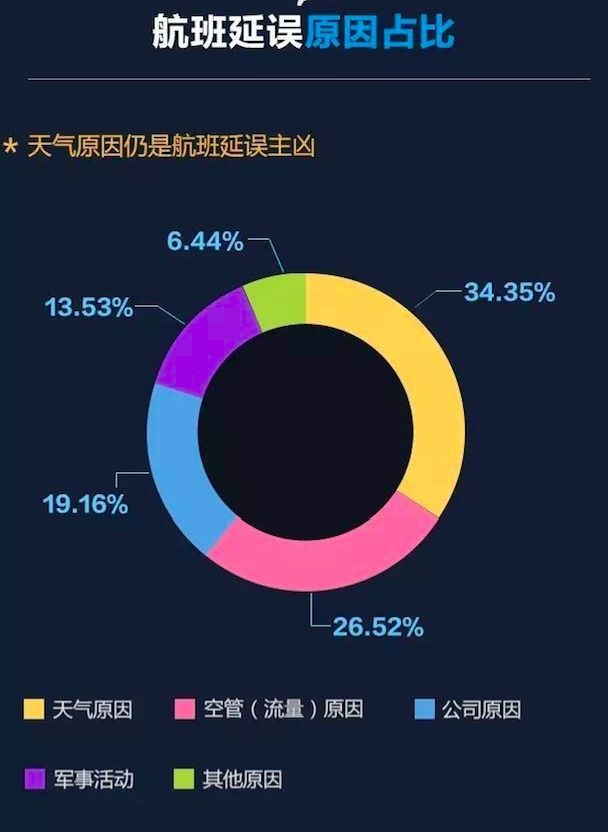 航班延误原因占比
* 天气原因仍是航班延误主凶
6.44%
34.35%
13.53%
19.16%
26.52%
天气原因 空管（流量）原因 公司原因
军事活动 其他原因